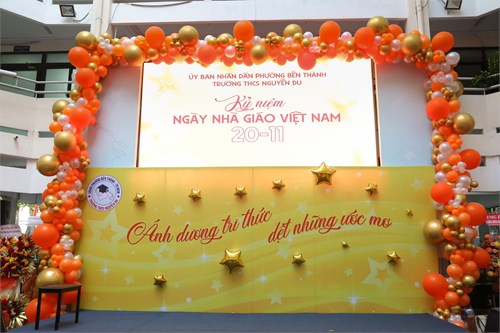 ỦY BAN NHÂN DÂN PHƯỜNG BẾN THÀNH
TRƯỜNG THCS NGUYỄN DU
Kỷ niệm
NGÀY NHÀ GIÁO VIỆT NAM
20-11
Ánh dương tri thức
dệt những ước mơ